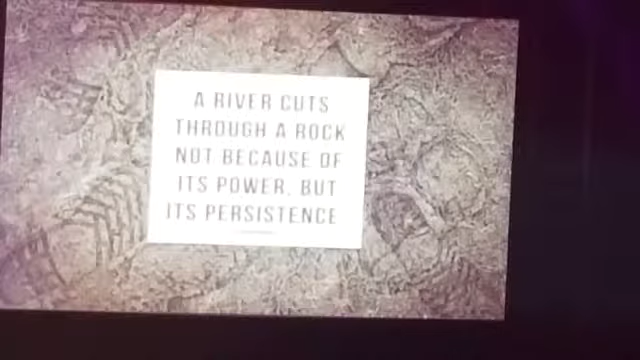 A RIVER CUTS
THROUGH A ROCK
NOT BECAUSE OF
ITS POWER, BUT
ITS PERSISTENCE